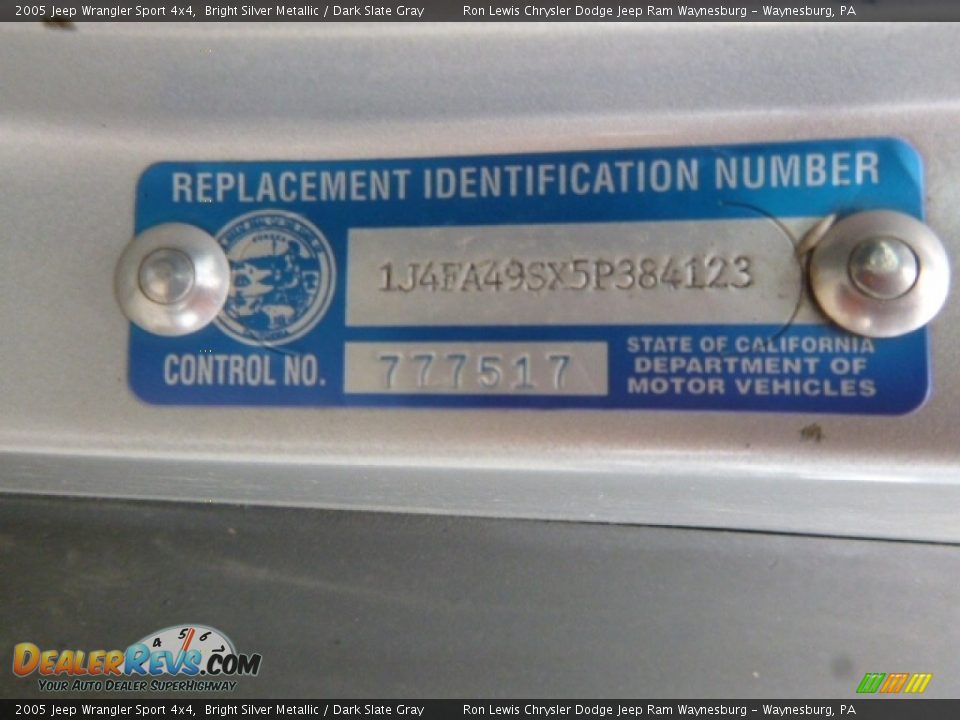 2005 Jeep Wrangler Sport 4x4, Bright Silver Metallic / Dark Slate Gray Ron Lewis Chrysler Dodge Jeep Ram Waynesburg - Waynesburg, PA
REPLACEMENT IDENTIFICATION NUMBER
1J4FA49SX5P384123
CONTROL NO. 777517
STATE OF CALIFORNIA
DEPARTMENT OF
MOTOR VEHICLES
4 5 6
DealerRevs.com
Your Auto Dealer SuperHighway
2005 Jeep Wrangler Sport 4x4, Bright Silver Metallic / Dark Slate Gray Ron Lewis Chrysler Dodge Jeep Ram Waynesburg - Waynesburg, PA